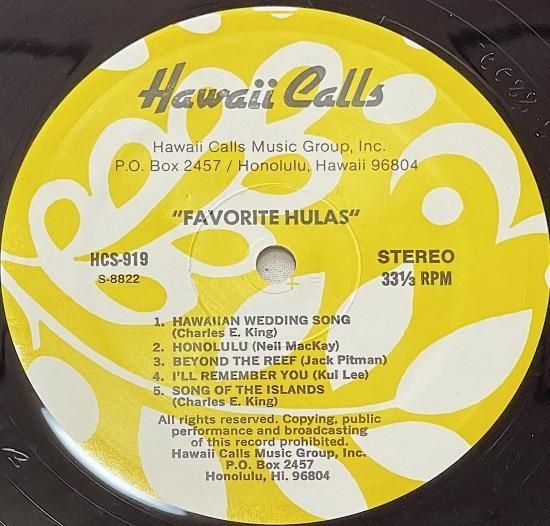 Hawaii Calls
Hawaii Calls Music Group, Inc.
P.O. Box 2457 / Honolulu, Hawaii 96804
"FAVORITE HULAS"
HCS-919
S-8822
STEREO
33⅓ RPM
1. HAWAIIAN WEDDING SONG
(Charles E. King)
2. HONOLULU (Neil MacKay)
3. BEYOND THE REEF (Jack Pitman)
4. I'LL REMEMBER YOU (Kui Lee)
5. SONG OF THE ISLANDS
(Charles E. King)
All rights reserved. Copying, public
performance and broadcasting
of this record prohibited.
Hawaii Calls Music Group, Inc.
P.O. Box 2457
Honolulu, Hi. 96804